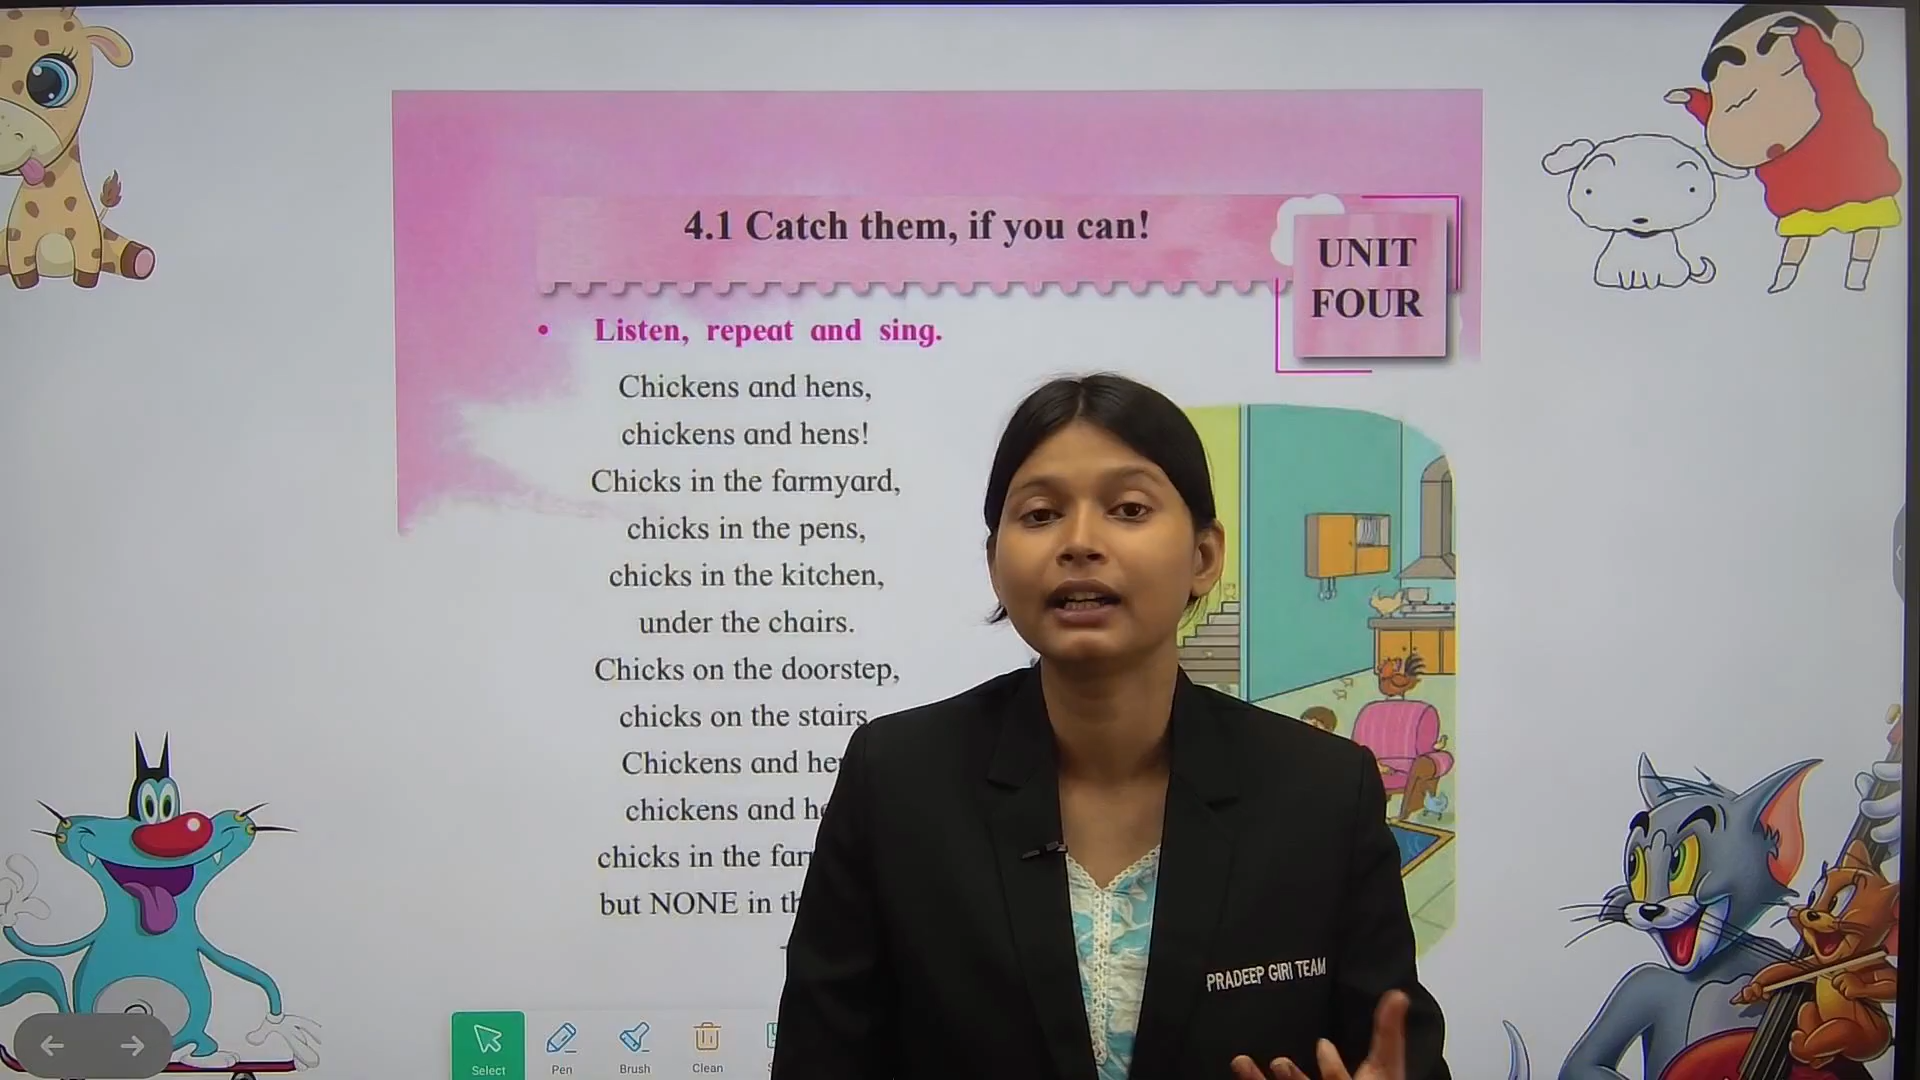 4.1 Catch them, if you can!
UNIT
FOUR
• Listen, repeat and sing.
Chickens and hens,
chickens and hens!
Chicks in the farmyard,
chicks in the pens,
chicks in the kitchen,
under the chairs.
Chicks on the doorstep,
chicks on the stairs
Chickens and
chickens and
chicks in the
but NONE in
PRADEEP GIRI TEAM
Select
Pen
Brush
Clean